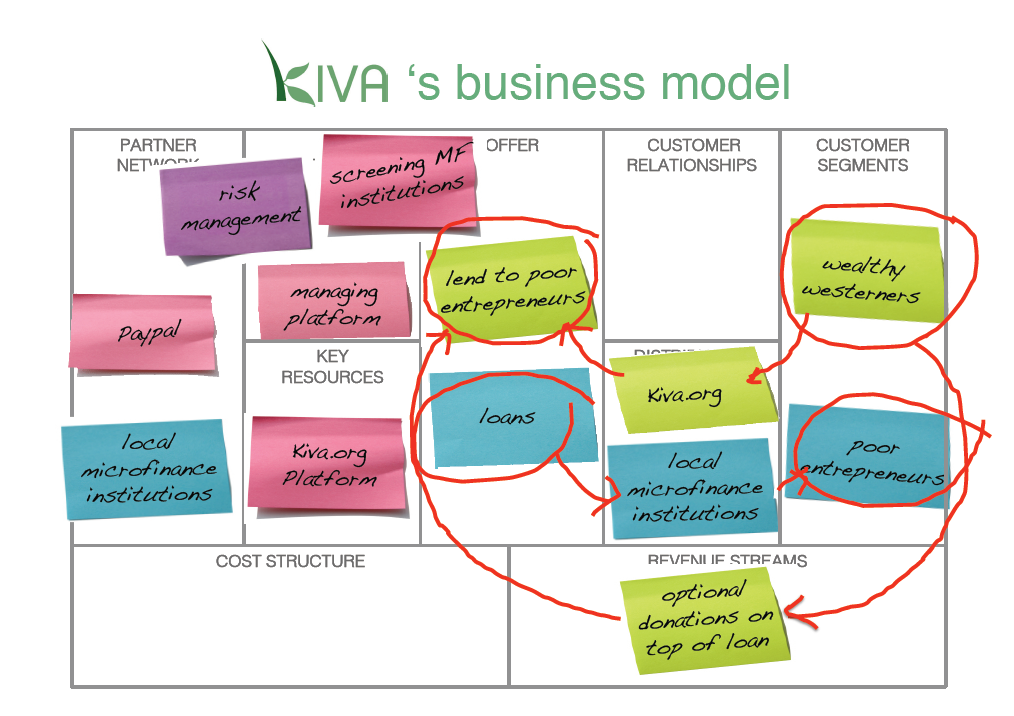 KIVA 's business model
PARTNER
NETWORK
OFFER
CUSTOMER
RELATIONSHIPS
CUSTOMER
SEGMENTS
risk
management
screening MF
institutions
managing
platform
lend to poor
entrepreneurs
wealthy
westerners
Paypal
KEY
RESOURCES
Kiva.org
loans
poor
entrepreneurs
local
microfinance
institutions
Kiva.org
Platform
local
microfinance
institutions
COST STRUCTURE
REVENUE STREAMS
optional
donations on
top of loan